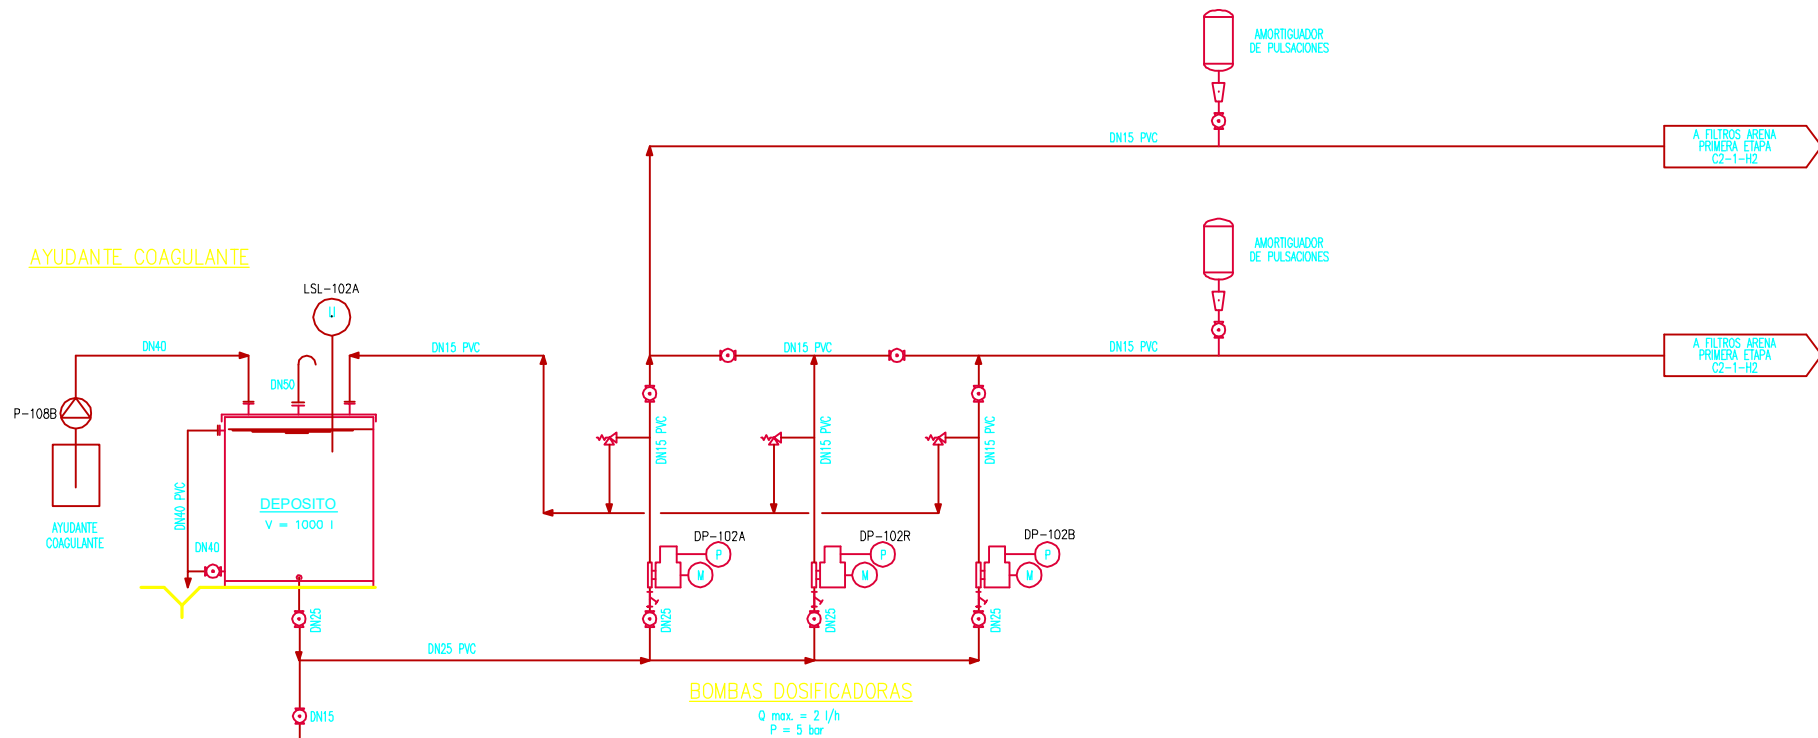 AMORTIGUADOR
DE PULSACIONES
DN15 PVC
A FILTROS ARENA
PRIMERA ETAPA
C2-1-H2
AYUDANTE COAGULANTE
AMORTIGUADOR
DE PULSACIONES
LSL-102A
LI
DN40
DN15 PVC
DN15 PVC
DN15 PVC
A FILTROS ARENA
PRIMERA ETAPA
C2-1-H2
DN50
P-108B
DN15 PVC
DN15 PVC
DN15 PVC
DEPOSITO
V = 1000 l
DN40 PVC
AYUDANTE
COAGULANTE
DN40
DP-102A
P
M
DP-102R
P
M
DP-102B
P
M
DN25
DN25
DN25
DN25
DN25 PVC
BOMBAS DOSIFICADORAS
Q max. = 2 l/h
P = 5 bar
DN15